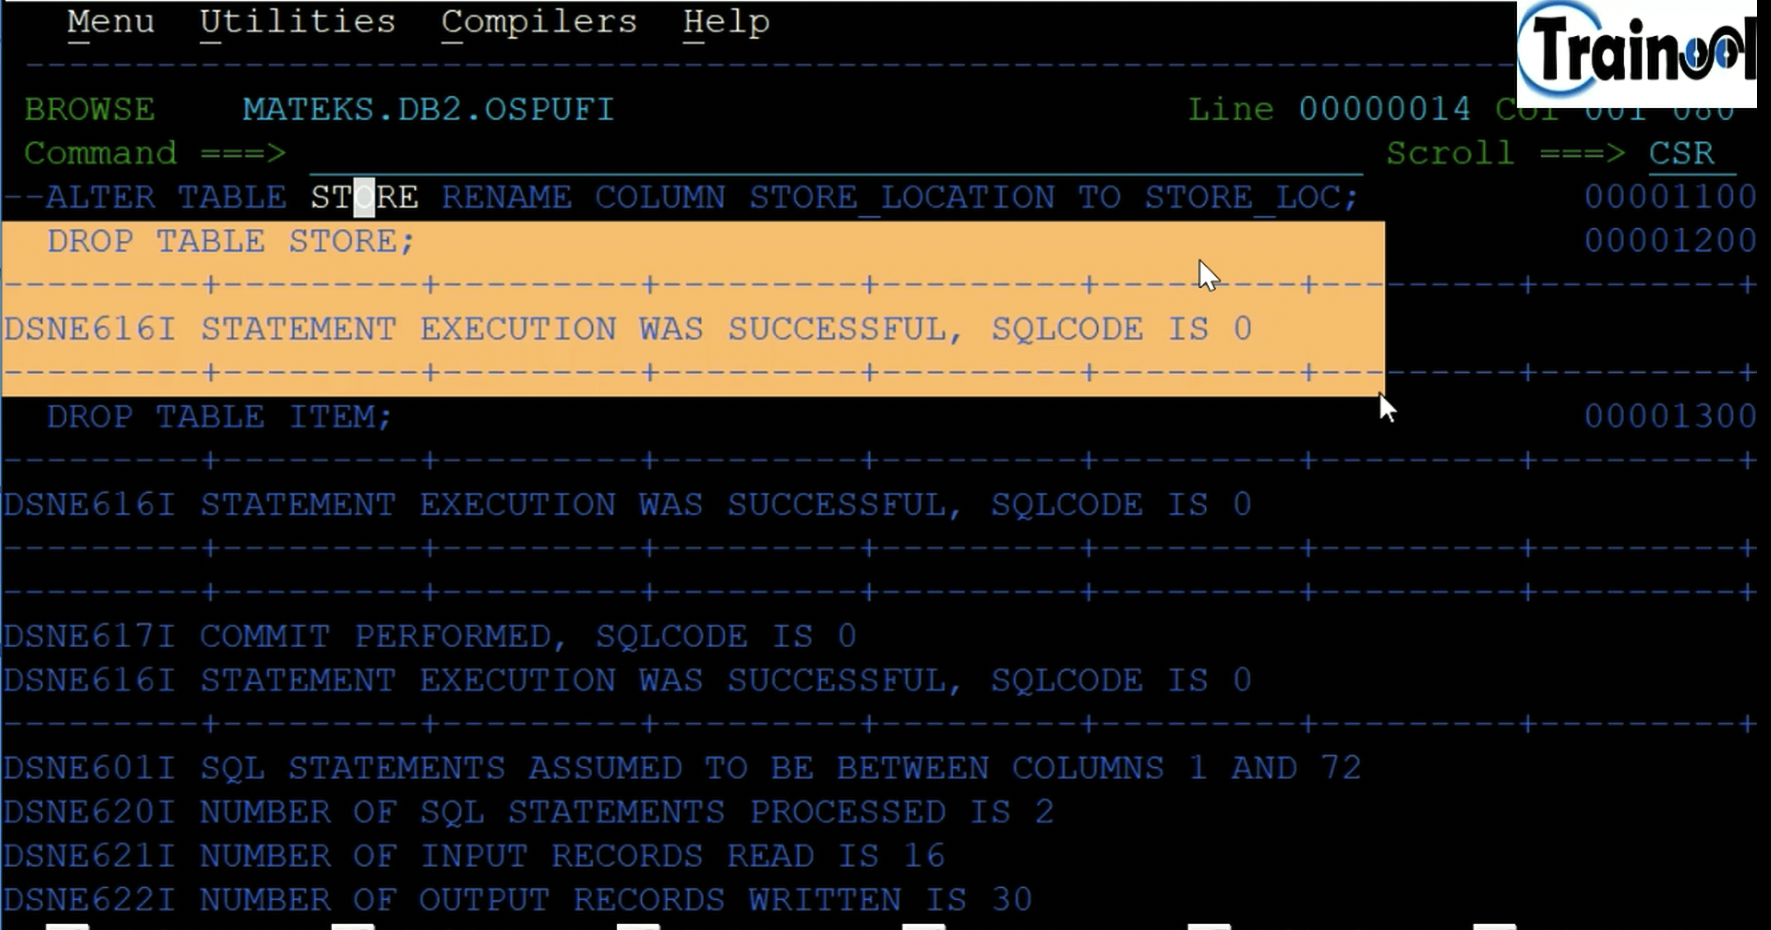 Menu Utilities Compilers Help
BROWSE MATEKS.DB2.OSPUFI Line 00000014 Col 001 080
Command ===> Scroll ===> CSR
--ALTER TABLE STORE RENAME COLUMN STORE_LOCATION TO STORE_LOC; 00001100
DROP TABLE STORE; 00001200
---------+---------+---------+---------+---------+---------+---------+---------+
DSNE616I STATEMENT EXECUTION WAS SUCCESSFUL, SQLCODE IS 0
---------+---------+---------+---------+---------+---------+---------+---------+
DROP TABLE ITEM; 00001300
---------+---------+---------+---------+---------+---------+---------+---------+
DSNE616I STATEMENT EXECUTION WAS SUCCESSFUL, SQLCODE IS 0
---------+---------+---------+---------+---------+---------+---------+---------+
---------+---------+---------+---------+---------+---------+---------+---------+
DSNE617I COMMIT PERFORMED, SQLCODE IS 0
DSNE616I STATEMENT EXECUTION WAS SUCCESSFUL, SQLCODE IS 0
---------+---------+---------+---------+---------+---------+---------+---------+
DSNE601I SQL STATEMENTS ASSUMED TO BE BETWEEN COLUMNS 1 AND 72
DSNE620I NUMBER OF SQL STATEMENTS PROCESSED IS 2
DSNE621I NUMBER OF INPUT RECORDS READ IS 16
DSNE622I NUMBER OF OUTPUT RECORDS WRITTEN IS 30